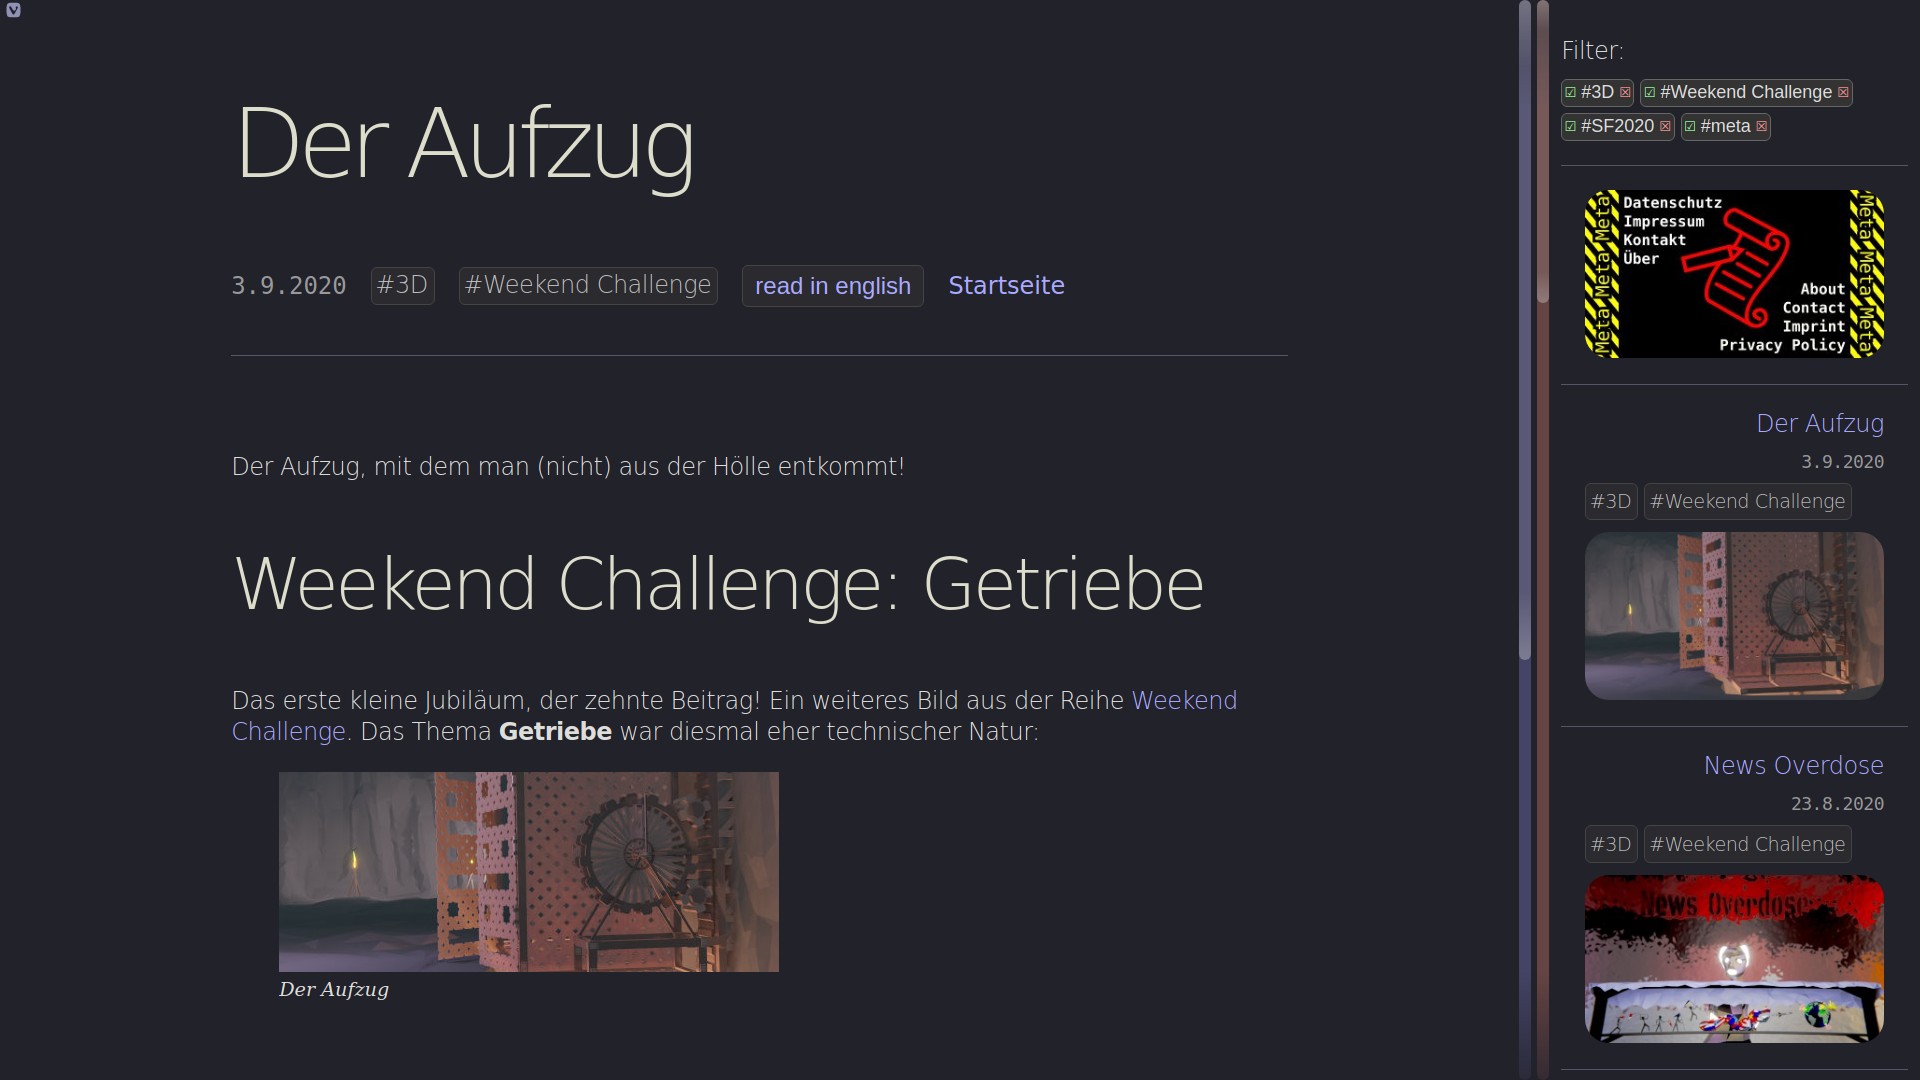 Der Aufzug
3.9.2020 #3D #Weekend Challenge read in english Startseite
Der Aufzug, mit dem man (nicht) aus der Hölle entkommt!
Weekend Challenge: Getriebe
Das erste kleine Jubiläum, der zehnte Beitrag! Ein weiteres Bild aus der Reihe Weekend
Challenge. Das Thema Getriebe war diesmal eher technischer Natur:
Der Aufzug
Filter:
☑ #3D ☒ ☑ #Weekend Challenge ☒
☑ #SF2020 ☒ ☑ #meta ☒
Meta Meta Meta
Datenschutz
Impressum
Kontakt
Über
About
Contact
Imprint
Privacy Policy
Meta Meta Meta
Der Aufzug
3.9.2020
#3D #Weekend Challenge
News Overdose
23.8.2020
#3D #Weekend Challenge
News Overdose